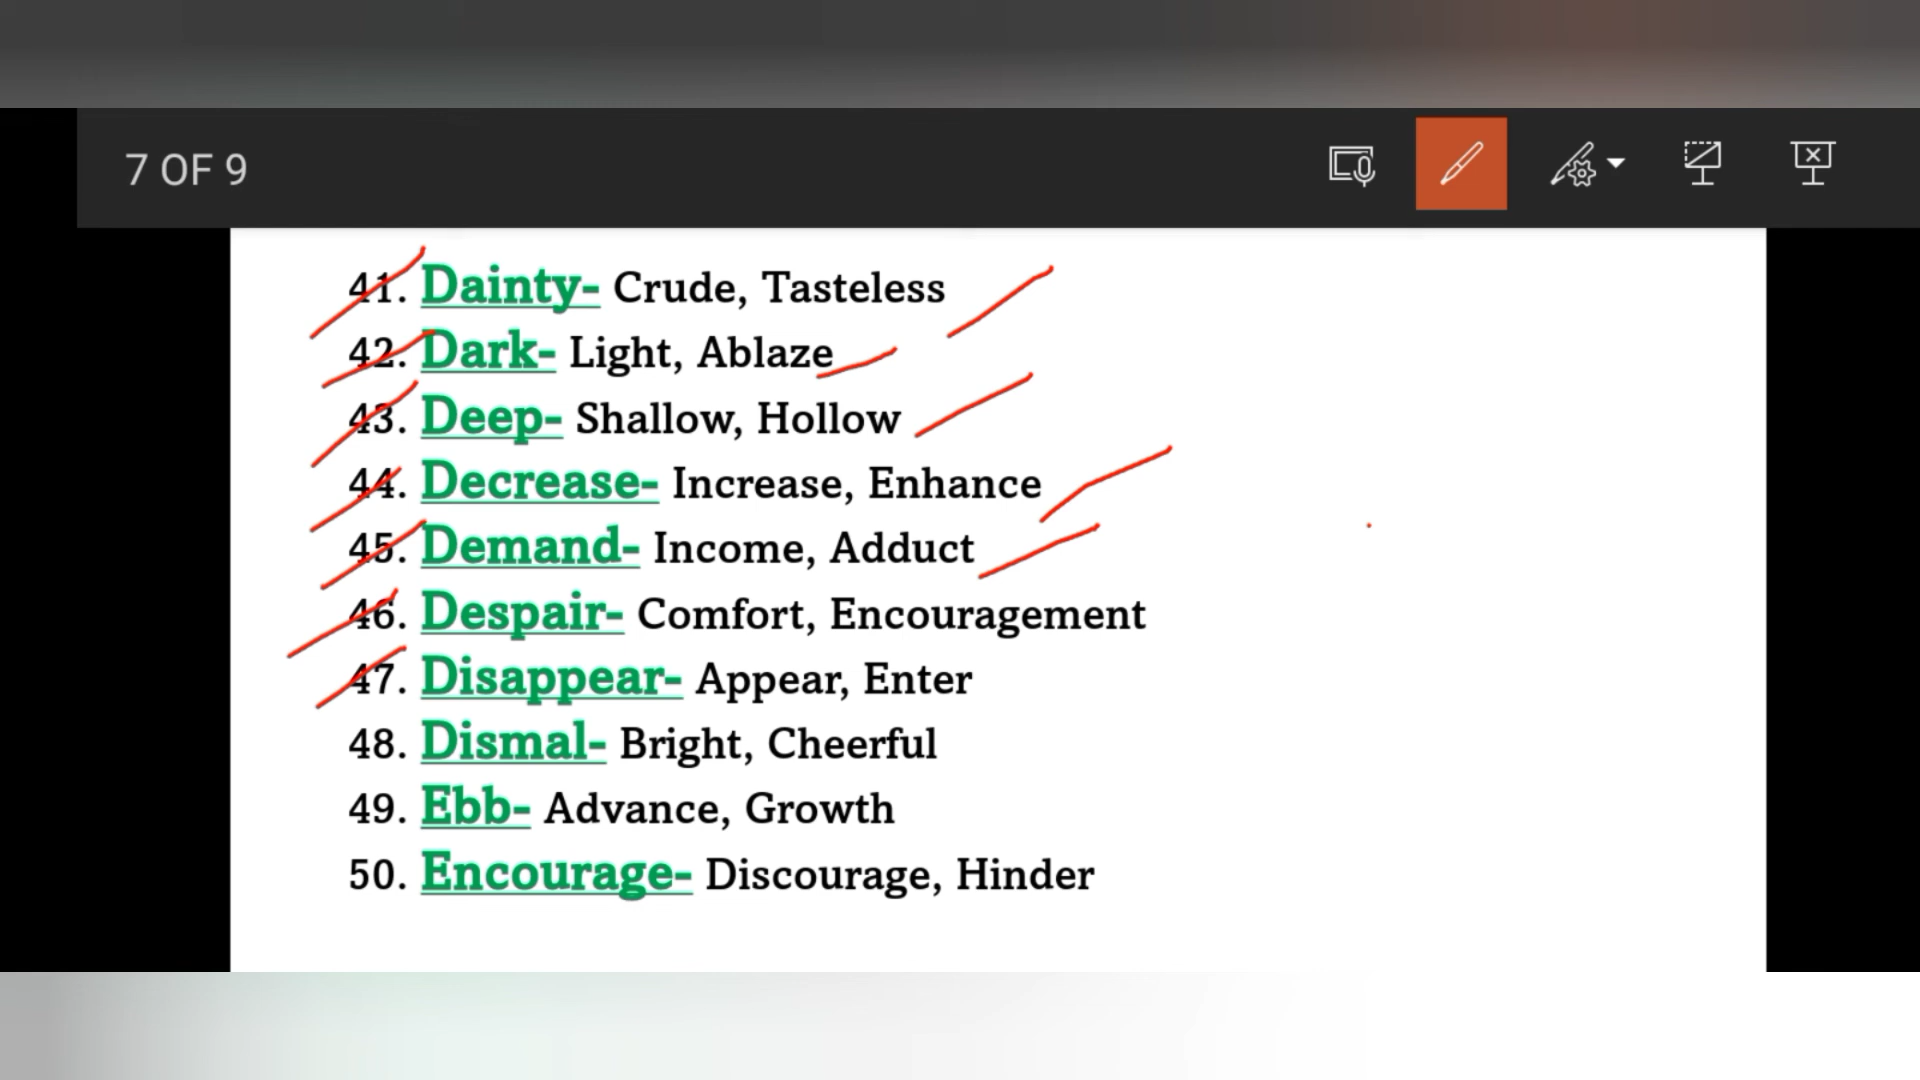 7 OF 9
41. Dainty- Crude, Tasteless
42. Dark- Light, Ablaze
43. Deep- Shallow, Hollow
44. Decrease- Increase, Enhance
45. Demand- Income, Adduct
46. Despair- Comfort, Encouragement
47. Disappear- Appear, Enter
48. Dismal- Bright, Cheerful
49. Ebb- Advance, Growth
50. Encourage- Discourage, Hinder